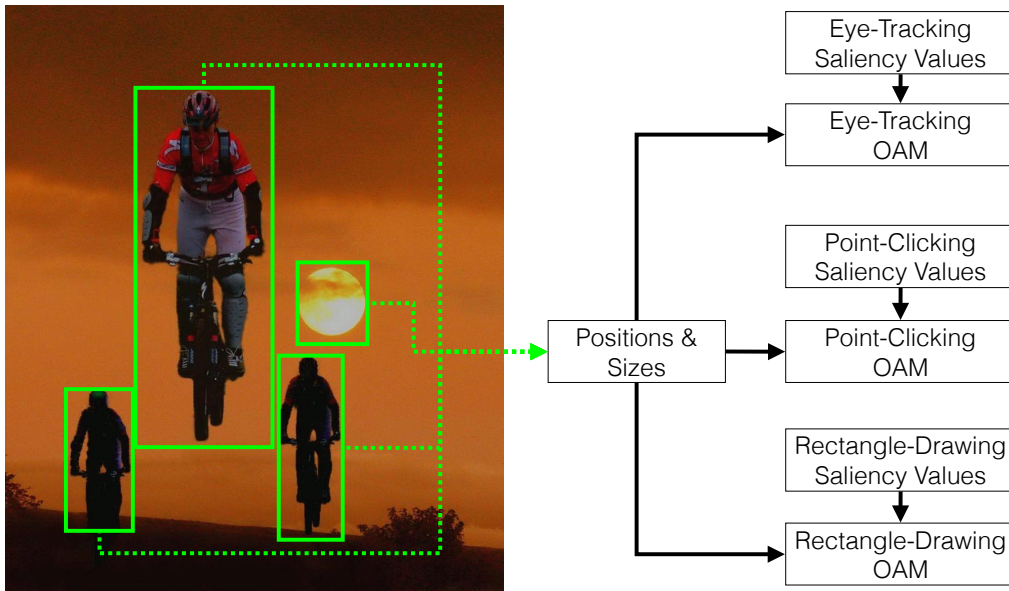 Eye-Tracking
Saliency Values
Eye-Tracking
OAM
Point-Clicking
Saliency Values
Positions &
Sizes
Point-Clicking
OAM
Rectangle-Drawing
Saliency Values
Rectangle-Drawing
OAM